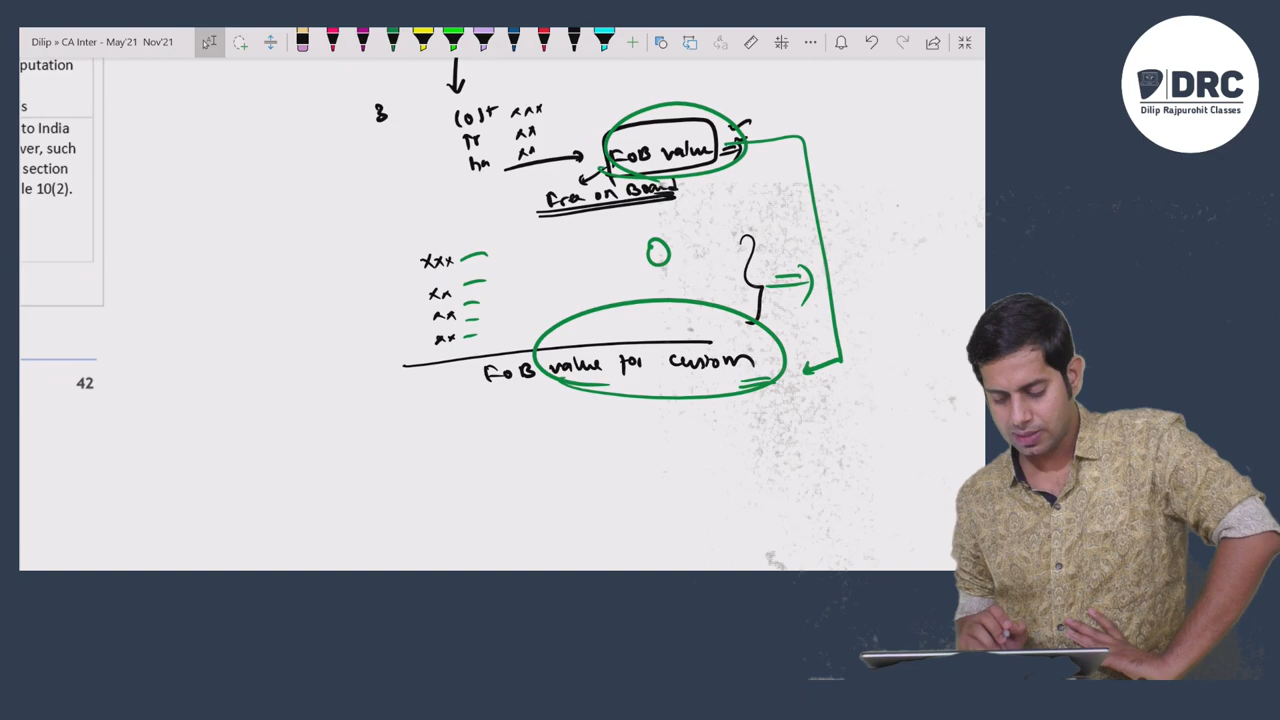 Dilip » CA Inter - May'21 Nov'21
DRC
Dilip Rajpurohit Classes
putation
s
to India
ver, such
section
le 10(2).
42
Cost xxx
xx
xx
FOB value
Free on Board
xxx
xx
xx
xx
FOB value for custom